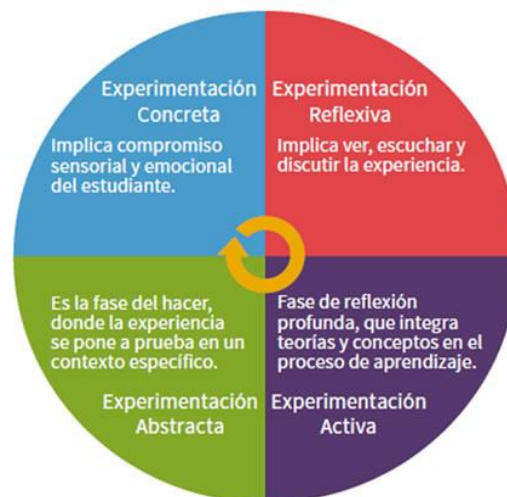 Experimentación
Concreta
Implica compromiso
sensorial y emocional
del estudiante.
Experimentación
Reflexiva
Implica ver, escuchar y
discutir la experiencia.
Es la fase del hacer,
donde la experiencia
se pone a prueba en un
contexto específico.
Experimentación
Abstracta
Fase de reflexión
profunda, que integra
teorías y conceptos en el
proceso de aprendizaje.
Experimentación
Activa